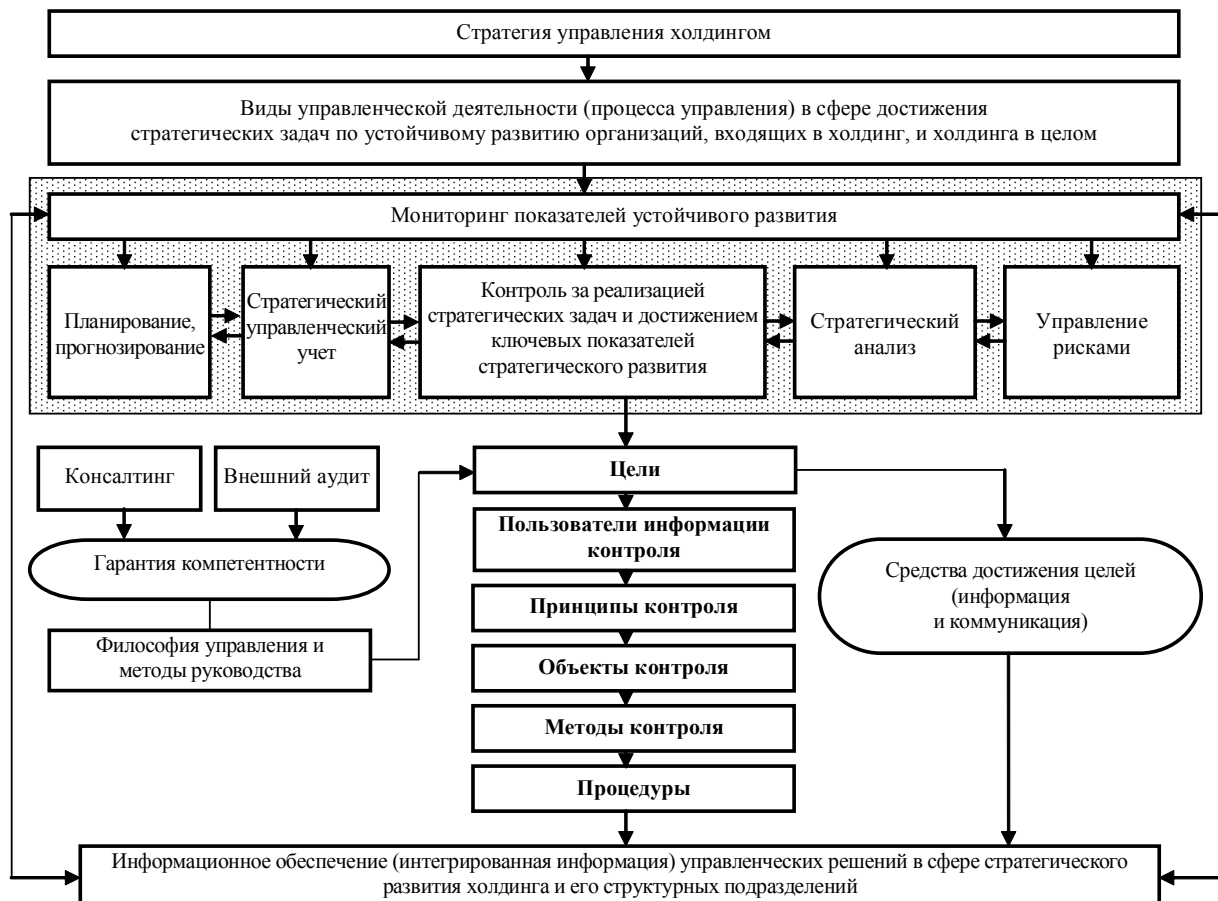 Стратегия управления холдингом
Виды управленческой деятельности (процесса управления) в сфере достижения
стратегических задач по устойчивому развитию организаций, входящих в холдинг, и холдинга в целом
Мониторинг показателей устойчивого развития
Планирование,
прогнозирование
Стратегический
управленческий
учет
Контроль за реализацией
стратегических задач и достижением
ключевых показателей
стратегического развития
Стратегический
анализ
Управление
рисками
Консалтинг
Внешний аудит
Гарантия компетентности
Философия управления и
методы руководства
Цели
Пользователи информации
контроля
Принципы контроля
Объекты контроля
Методы контроля
Процедуры
Средства достижения целей
(информация
и коммуникация)
Информационное обеспечение (интегрированная информация) управленческих решений в сфере стратегического
развития холдинга и его структурных подразделений